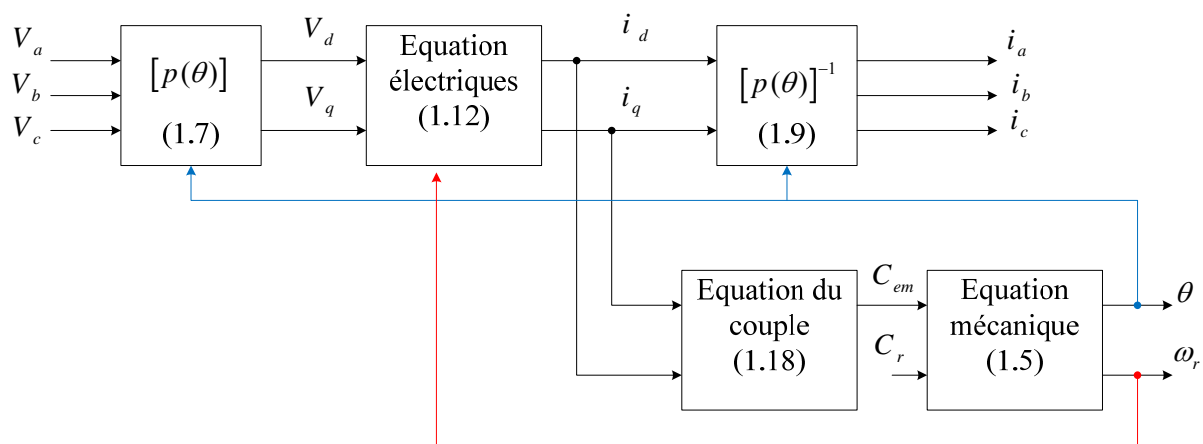 V_a
V_b
V_c
[p(θ)]
(1.7)
V_d
V_q
Equation
électriques
(1.12)
i_d
i_q
[p(θ)]^-1
(1.9)
i_a
i_b
i_c
Equation du
couple
(1.18)
C_em
C_r
Equation
mécanique
(1.5)
θ
ω_r